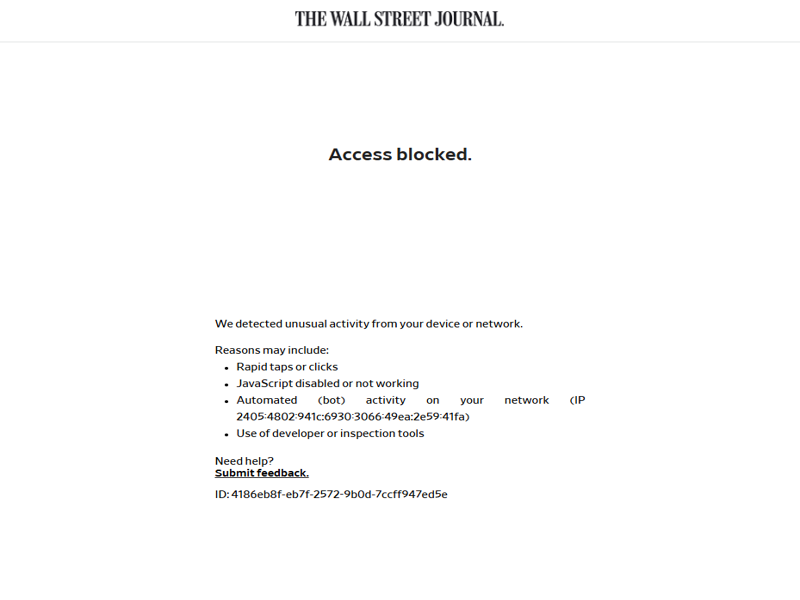 THE WALL STREET JOURNAL.
Access blocked.
We detected unusual activity from your device or network.
Reasons may include:
Rapid taps or clicks
JavaScript disabled or not working
Automated (bot) activity on your network (IP
2405:4802:941c:6930:3066:49ea:2e59:41fa)
Use of developer or inspection tools
Need help?
Submit feedback.
ID: 4186eb8f-eb7f-2572-9b0d-7ccff947ed5e